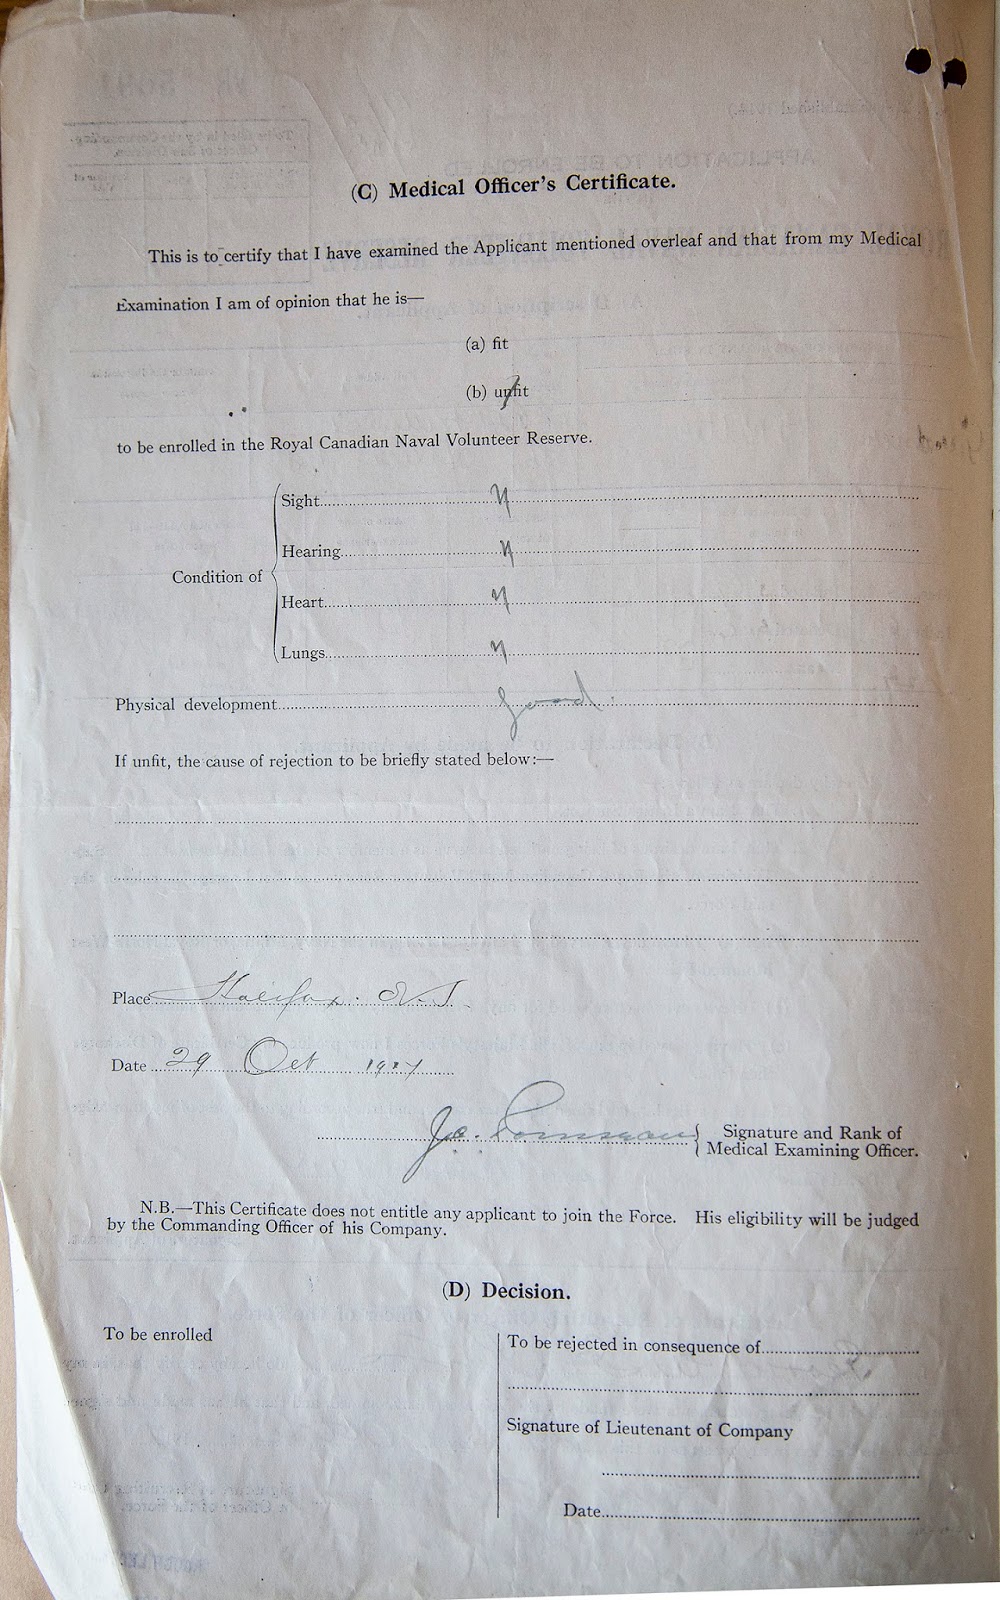 (C) Medical Officer's Certificate.
This is to certify that I have examined the Applicant mentioned overleaf and that from my Medical
Examination I am of opinion that he is—
(a) fit
(b) unfit
to be enrolled in the Royal Canadian Naval Volunteer Reserve.
Sight
Hearing
Condition of
Heart
Lungs
Physical development good.
If unfit, the cause of rejection to be briefly stated below:—
Place Halifax. N.S.
Date 29 Oct 1917
Signature and Rank of
Medical Examining Officer.
N.B.—This Certificate does not entitle any applicant to join the Force. His eligibility will be judged
by the Commanding Officer of his Company.
(D) Decision.
To be enrolled
To be rejected in consequence of
Signature of Lieutenant of Company
Date